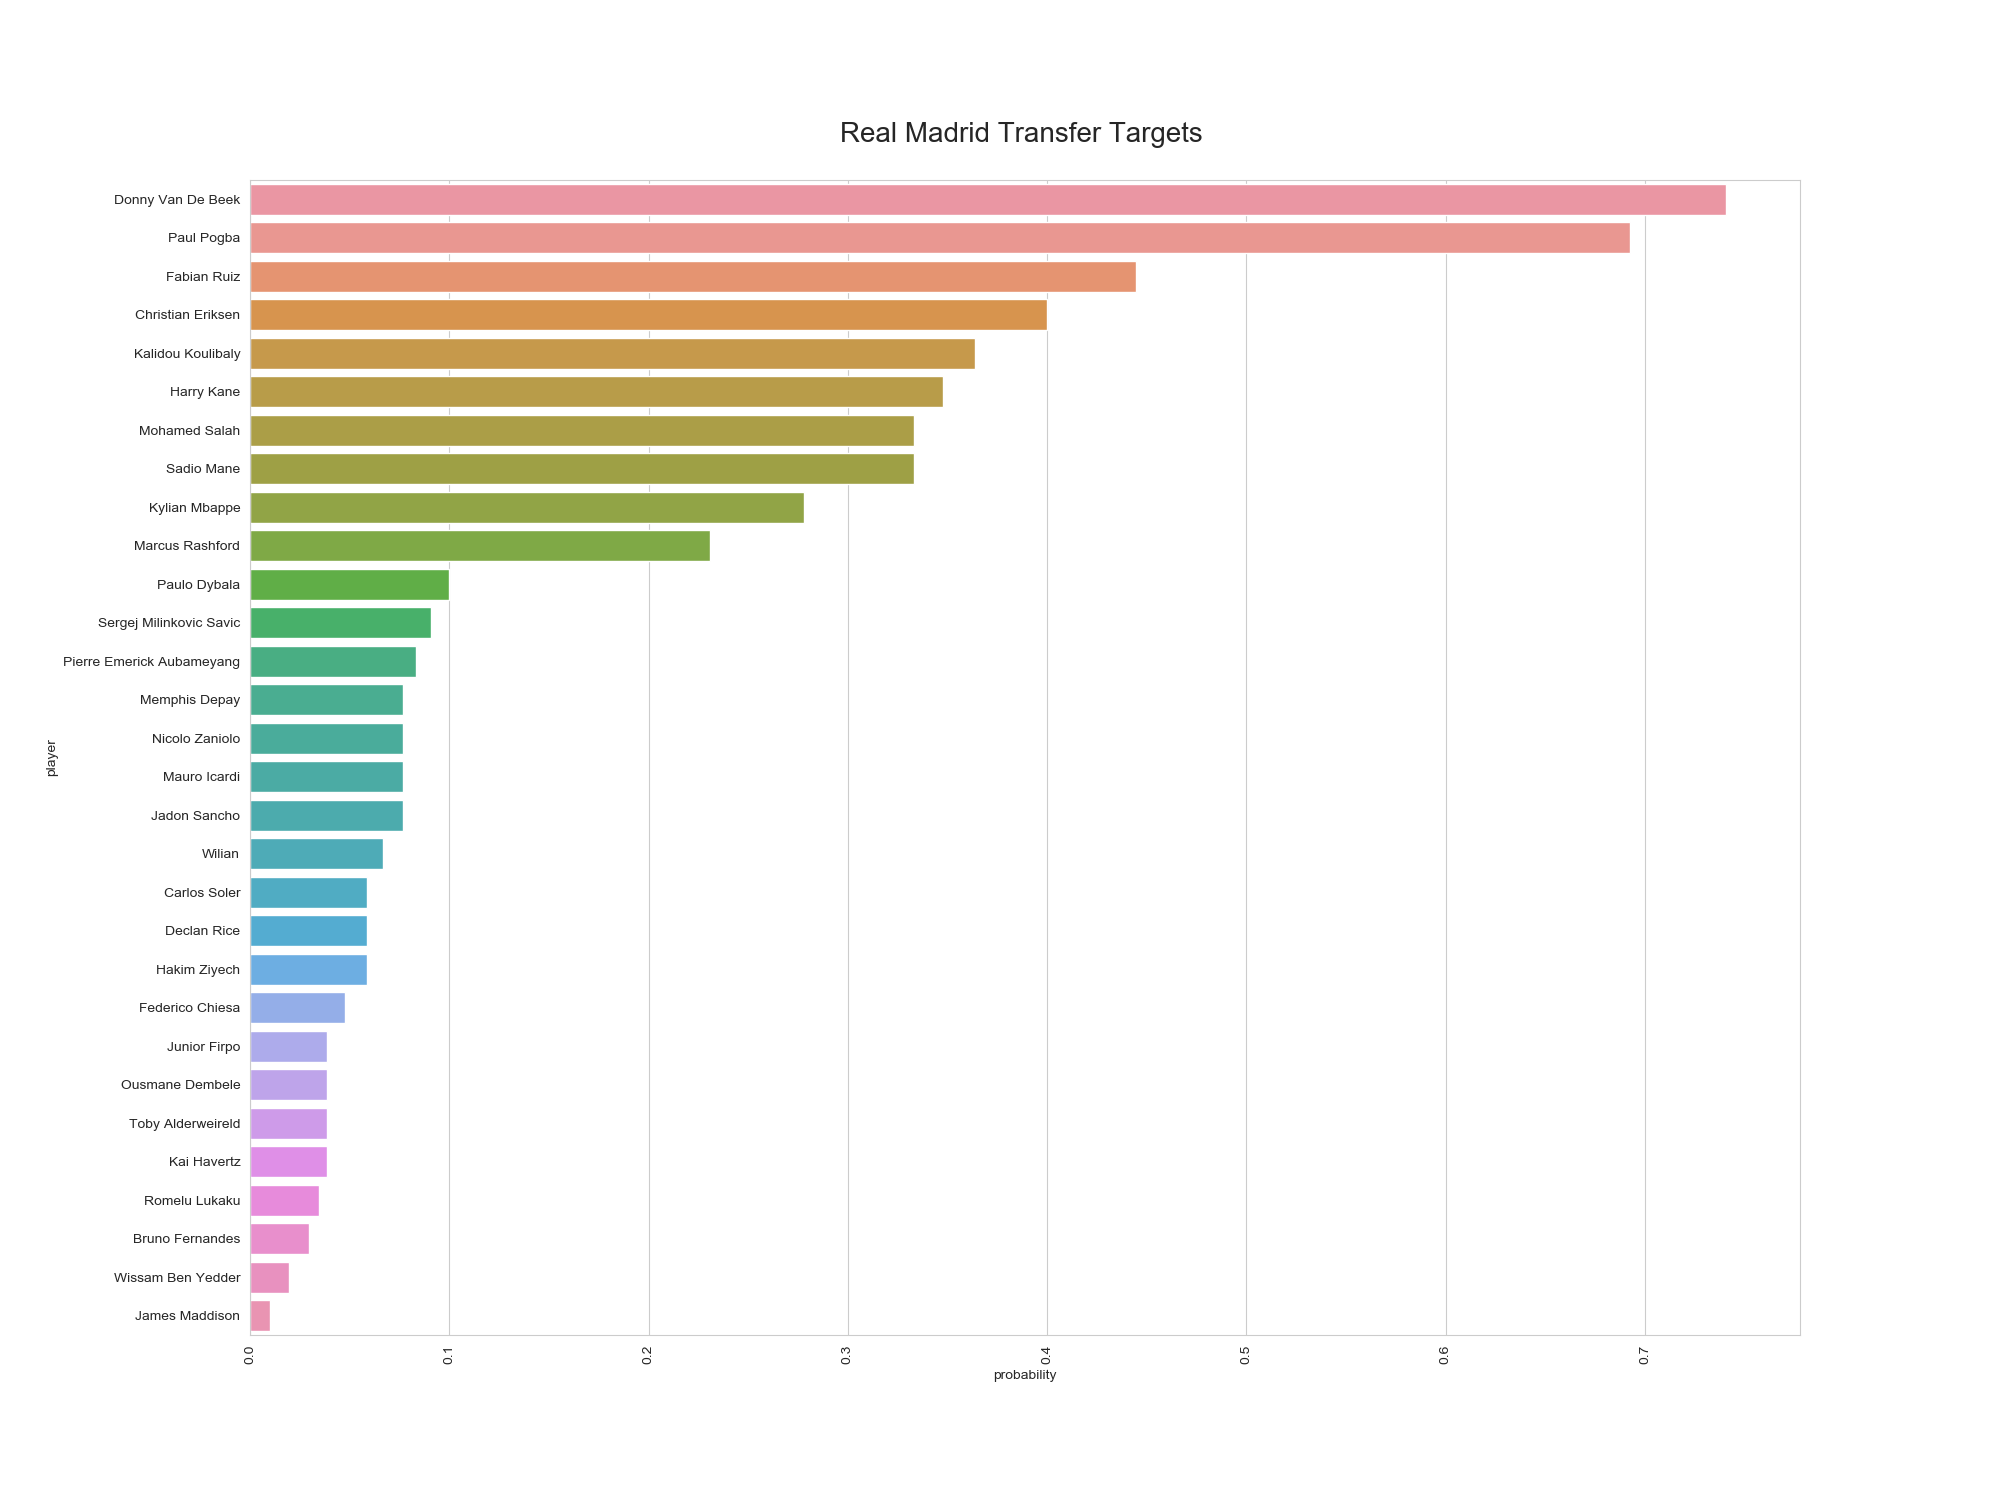 Real Madrid Transfer Targets
Donny Van De Beek
Paul Pogba
Fabian Ruiz
Christian Eriksen
Kalidou Koulibaly
Harry Kane
Mohamed Salah
Sadio Mane
Kylian Mbappe
Marcus Rashford
Paulo Dybala
Sergej Milinkovic Savic
Pierre Emerick Aubameyang
Memphis Depay
Nicolo Zaniolo
Mauro Icardi
Jadon Sancho
Wilian
Carlos Soler
Declan Rice
Hakim Ziyech
Federico Chiesa
Junior Firpo
Ousmane Dembele
Toby Alderweireld
Kai Havertz
Romelu Lukaku
Bruno Fernandes
Wissam Ben Yedder
James Maddison
player
0.0
0.1
0.2
0.3
0.4
0.5
0.6
0.7
probability